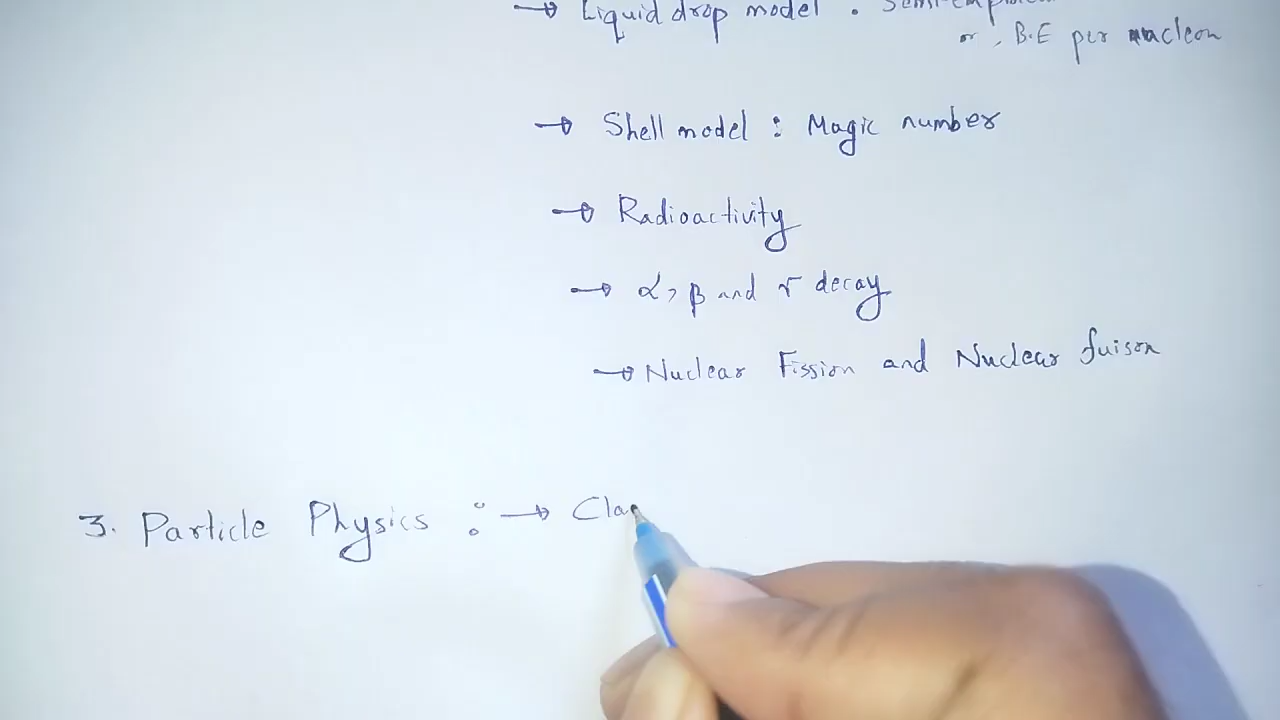 → Liquid drop model :
or , B.E per nucleon
→ Shell model : Magic number
→ Radioactivity
→ α, β and γ decay
→ Nuclear Fission and Nuclear fuison
3. Particle Physics : → Cla